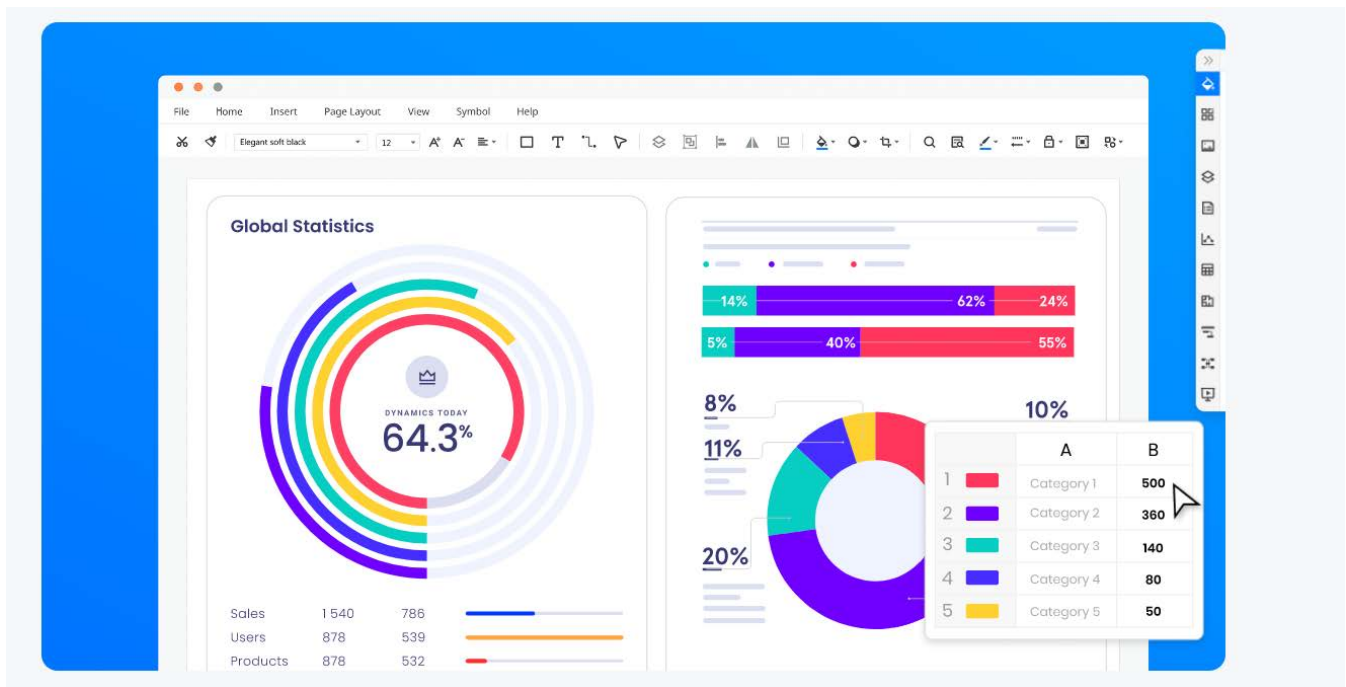 File Home Insert Page Layout View Symbol Help
Elegant soft black 12 A+ A- T
Global Statistics
DYNAMICS TODAY
64.3%
Sales 1 540 786
Users 878 539
Products 878 532
14% 62% 24%
5% 40% 55%
8%
11%
20%
10%
A B
1 Category 1 500
2 Category 2 360
3 Category 3 140
4 Category 4 80
5 Category 5 50